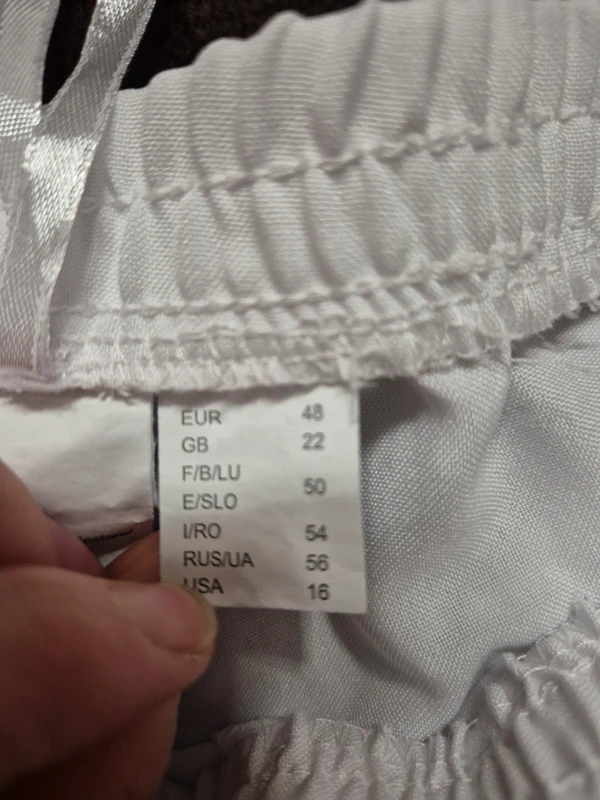 EUR 48
GB 22
F/B/LU
50
E/SLO
I/RO 54
RUS/UA 56
USA 16